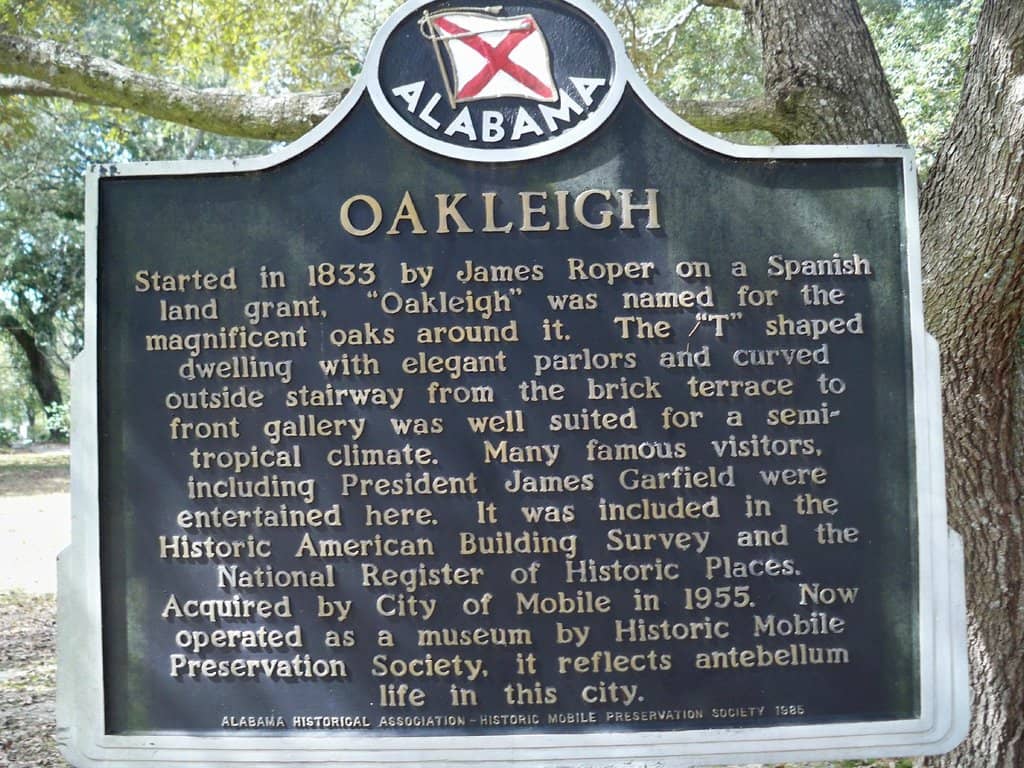 ALABAMA
OAKLEIGH
Started in 1833 by James Roper on a Spanish
land grant, "Oakleigh" was named for the
magnificent oaks around it. The "T" shaped
dwelling with elegant parlors and curved
outside stairway from the brick terrace to
front gallery was well suited for a semi-
tropical climate. Many famous visitors,
including President James Garfield were
entertained here. It was included in the
Historic American Building Survey and the
National Register of Historic Places.
Acquired by City of Mobile in 1955. Now
operated as a museum by Historic Mobile
Preservation Society, it reflects antebellum
life in this city.
ALABAMA HISTORICAL ASSOCIATION - HISTORIC MOBILE PRESERVATION SOCIETY 1985